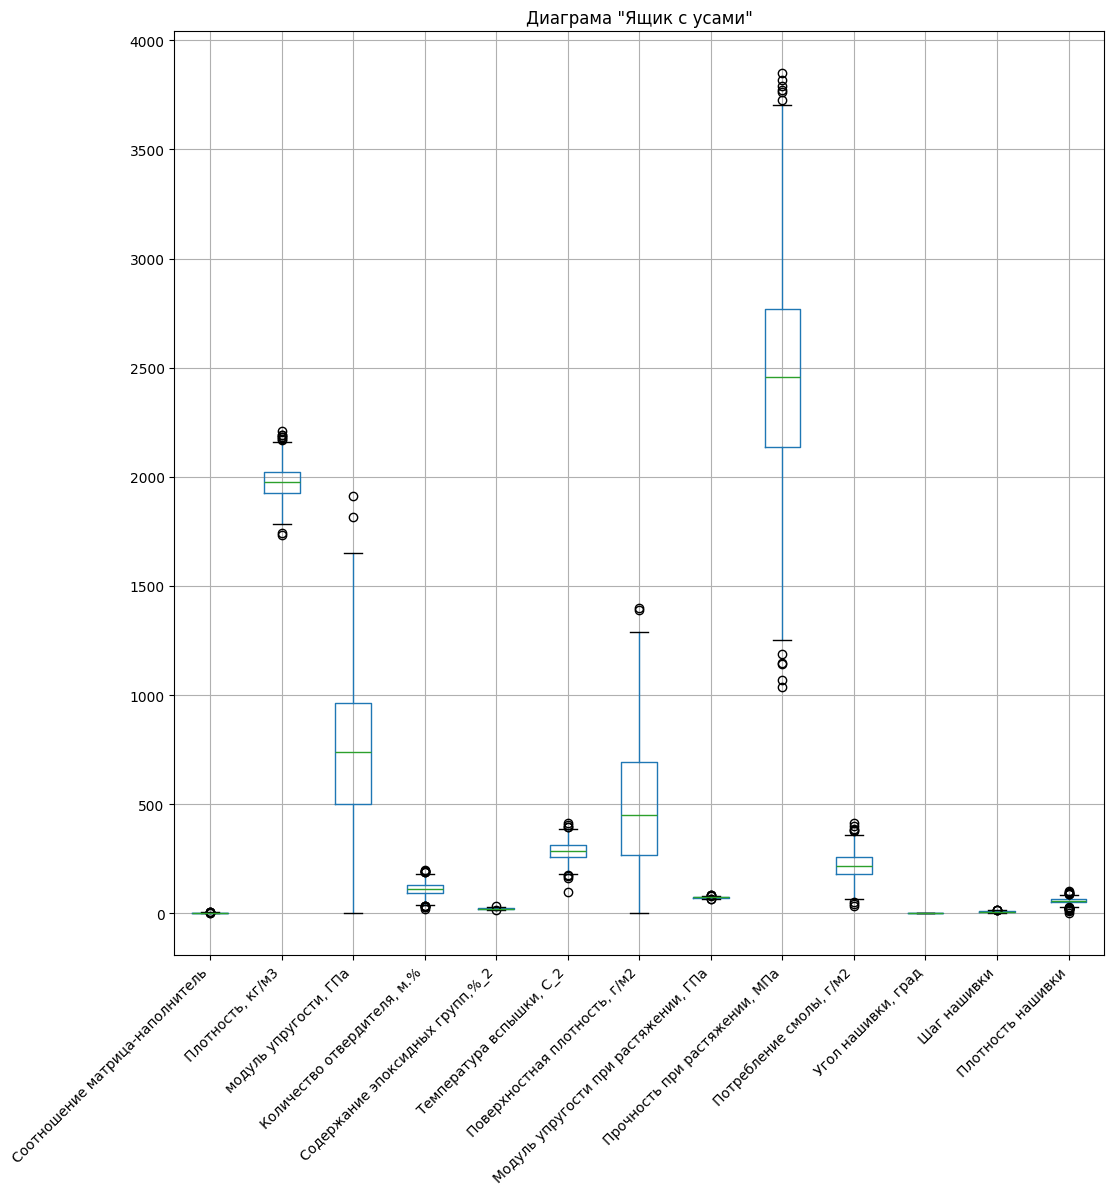 Диаграма "Ящик с усами"
4000
3500
3000
2500
2000
1500
1000
500
0
Соотношение матрица-наполнитель
Плотность, кг/м3
модуль упругости, ГПа
Количество отвердителя, м.%
Содержание эпоксидных групп,%_2
Температура вспышки, С_2
Поверхностная плотность, г/м2
Модуль упругости при растяжении, ГПа
Прочность при растяжении, МПа
Потребление смолы, г/м2
Угол нашивки, град
Шаг нашивки
Плотность нашивки